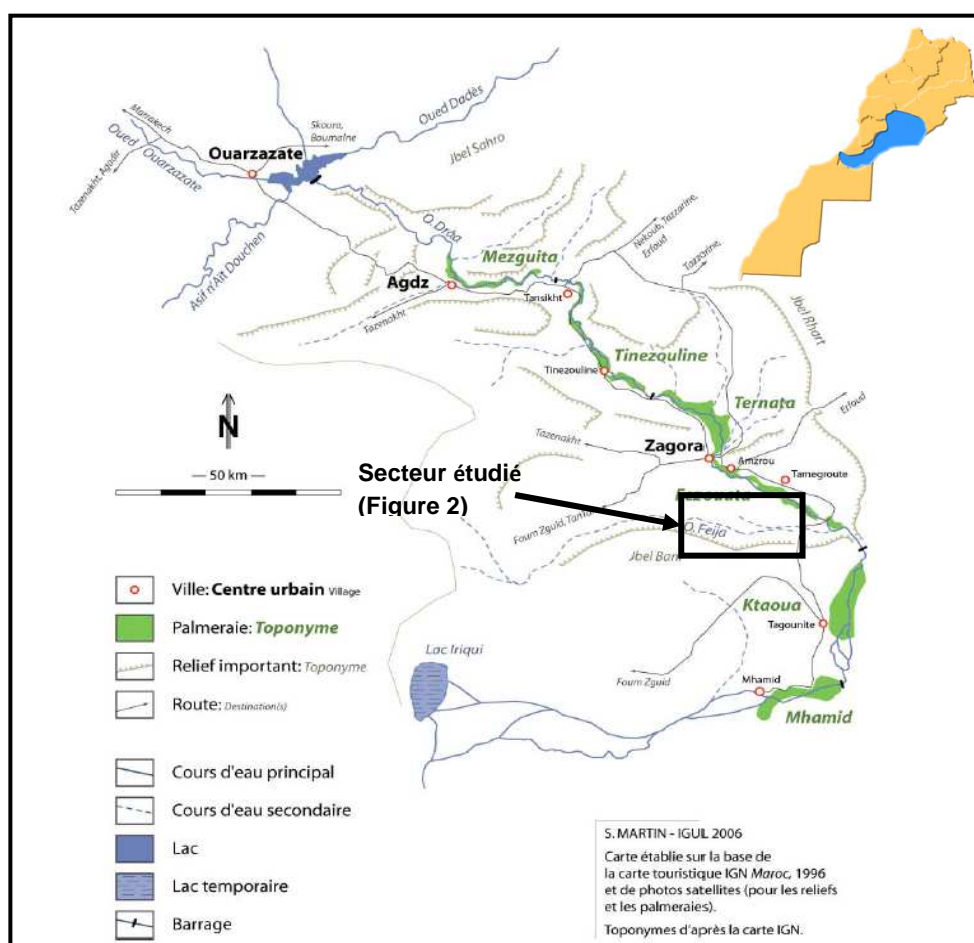 Oued Dadès
Marrakech
Skoura,
Boumalne
Jbel Sahro
Ouarzazate
Oued Ouarzazate
Tazenakht, Agadir
O. Drâa
Nekoub, Tazzarine,
Erfoud
Tazzarine,
Mezguita
Asif n'Aït Douchen
Agdz
Tansikht
Jbel Rhart
Tazenakht
Tinezouline
Tinezouline
Ternata
Erfoud
N
Tazenakht
Zagora
Amzrou
50 km
Secteur étudié
(Figure 2)
Tamegroute
Fezouata
Foum Zguid,
O. Feija
Jbel Bani
Ville: Centre urbain Village
Ktaoua
Palmeraie: Toponyme
Tagounite
Lac Iriqui
Relief important: Toponyme
Foum Zguid
Mhamid
Route: Destination(s)
Mhamid
Cours d'eau principal
Cours d'eau secondaire
Lac
Lac temporaire
Barrage
S. MARTIN - IGUL 2006
Carte établie sur la base de
la carte touristique IGN Maroc, 1996
et de photos satellites (pour les reliefs
et les palmeraies).
Toponymes d'après la carte IGN.